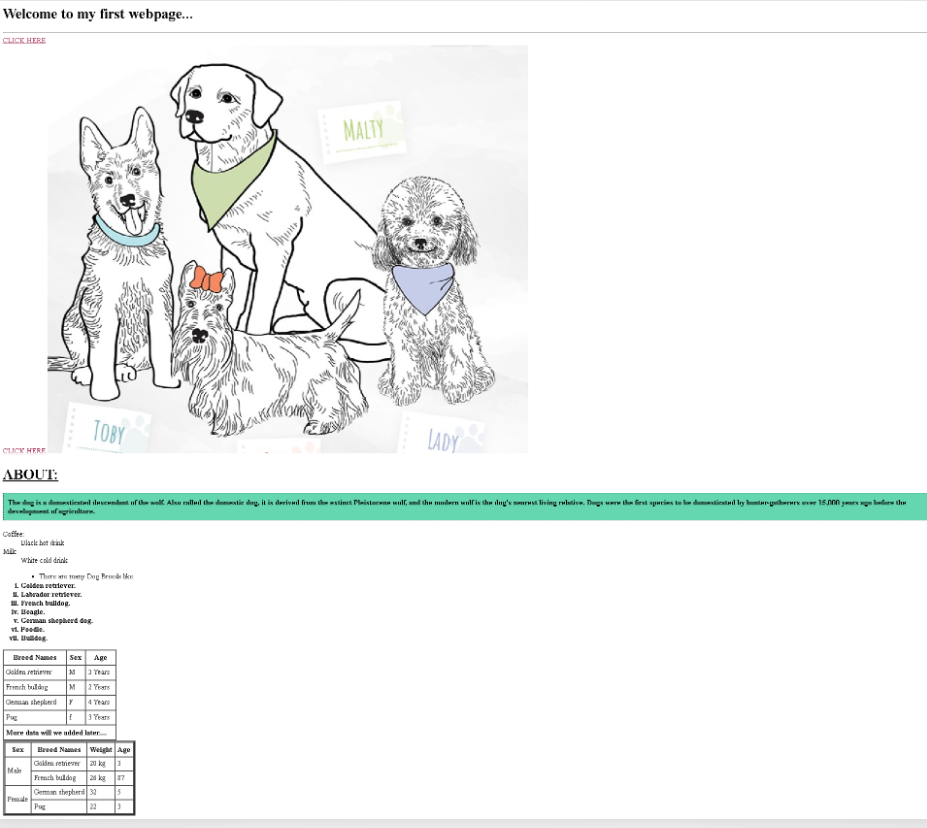 Welcome to my first webpage...
CLICK HERE
MALTY
TOBY
LADY
CLICK HERE
ABOUT:
The dog is a domesticated descendant of the wolf. Also called the domestic dog, it is derived from the extinct Pleistocene wolf, and the modern wolf is the dog's nearest living relative. Dogs were the first species to be domesticated by hunter-gatherers over 15,000 years ago before the
development of agriculture.
Coffee:
Black hot drink
Milk:
White cold drink
• There are many Dog Breeds like:
i. Golden retriever.
ii. Labrador retriever.
iii. French bulldog.
iv. Beagle.
v. German shepherd dog.
vi. Poodle.
vii. Bulldog.
Breed Names Sex Age
Golden retriever M 3 Years
French bulldog M 2 Years
German shepherd F 4 Years
Pug f 3 Years
More data will we added later....
Sex Breed Names Weight Age
Male Golden retriever 20 kg 3
French bulldog 26 kg 87
Female German shepherd 32 5
Pug 22 3